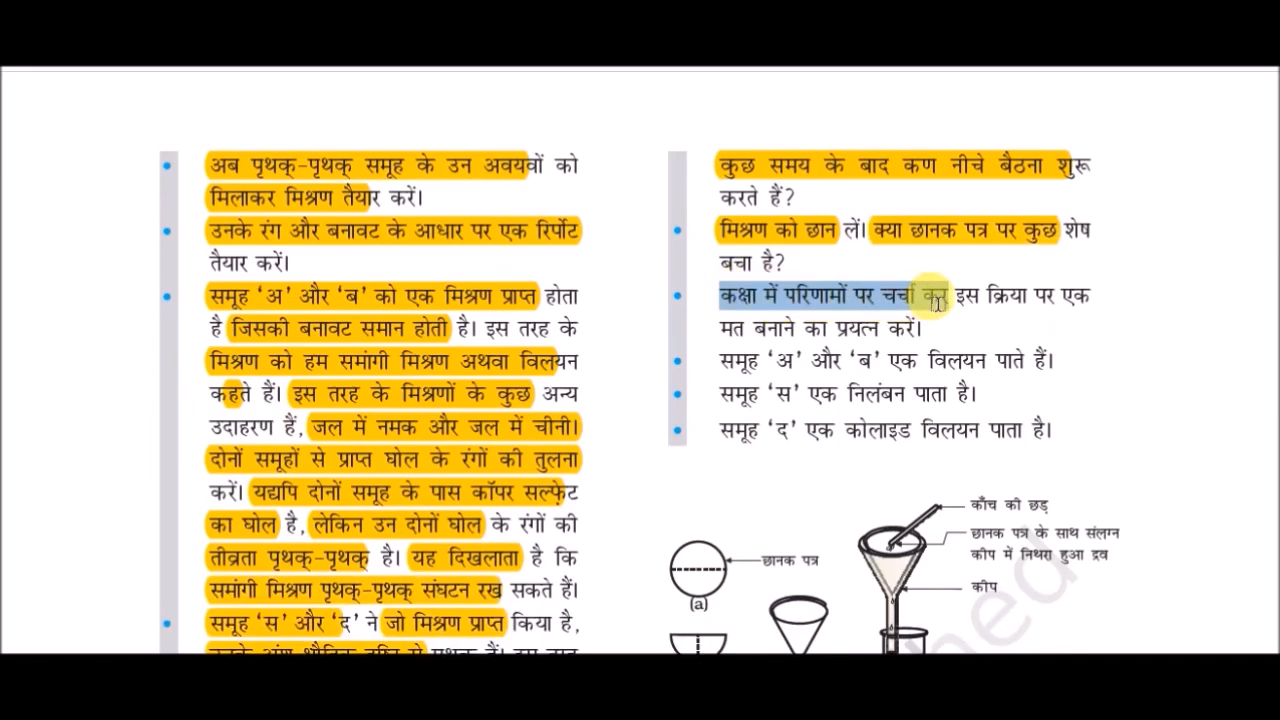 अब पृथक्-पृथक् समूह के उन अवयवों को
मिलाकर मिश्रण तैयार करें।
उनके रंग और बनावट के आधार पर एक रिर्पोट
तैयार करें।
समूह ‘अ’ और ‘ब’ को एक मिश्रण प्राप्त होता
है जिसकी बनावट समान होती है। इस तरह के
मिश्रण को हम समांगी मिश्रण अथवा विलयन
कहते हैं। इस तरह के मिश्रणों के कुछ अन्य
उदाहरण हैं, जल में नमक और जल में चीनी।
दोनों समूहों से प्राप्त घोल के रंगों की तुलना
करें। यद्यपि दोनों समूह के पास कॉपर सल्फ़ेट
का घोल है, लेकिन उन दोनों घोल के रंगों की
तीव्रता पृथक्-पृथक् है। यह दिखलाता है कि
समांगी मिश्रण पृथक्-पृथक् संघटन रख सकते हैं।
समूह ‘स’ और ‘द’ ने जो मिश्रण प्राप्त किया है,
कुछ समय के बाद कण नीचे बैठना शुरू
करते हैं?
मिश्रण को छान लें। क्या छानक पत्र पर कुछ शेष
बचा है?
कक्षा में परिणामों पर चर्चा कर इस क्रिया पर एक
मत बनाने का प्रयत्न करें।
समूह ‘अ’ और ‘ब’ एक विलयन पाते हैं।
समूह ‘स’ एक निलंबन पाता है।
समूह ‘द’ एक कोलाइड विलयन पाता है।
काँच की छड़
छानक पत्र के साथ संलग्न
कीप में निथरा हुआ द्रव
छानक पत्र
कीप
(a)